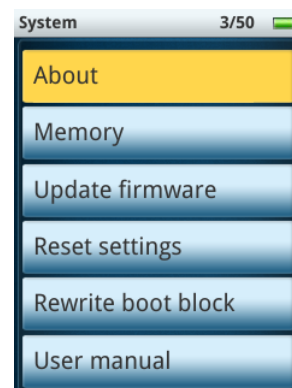 System 3/50
About
Memory
Update firmware
Reset settings
Rewrite boot block
User manual